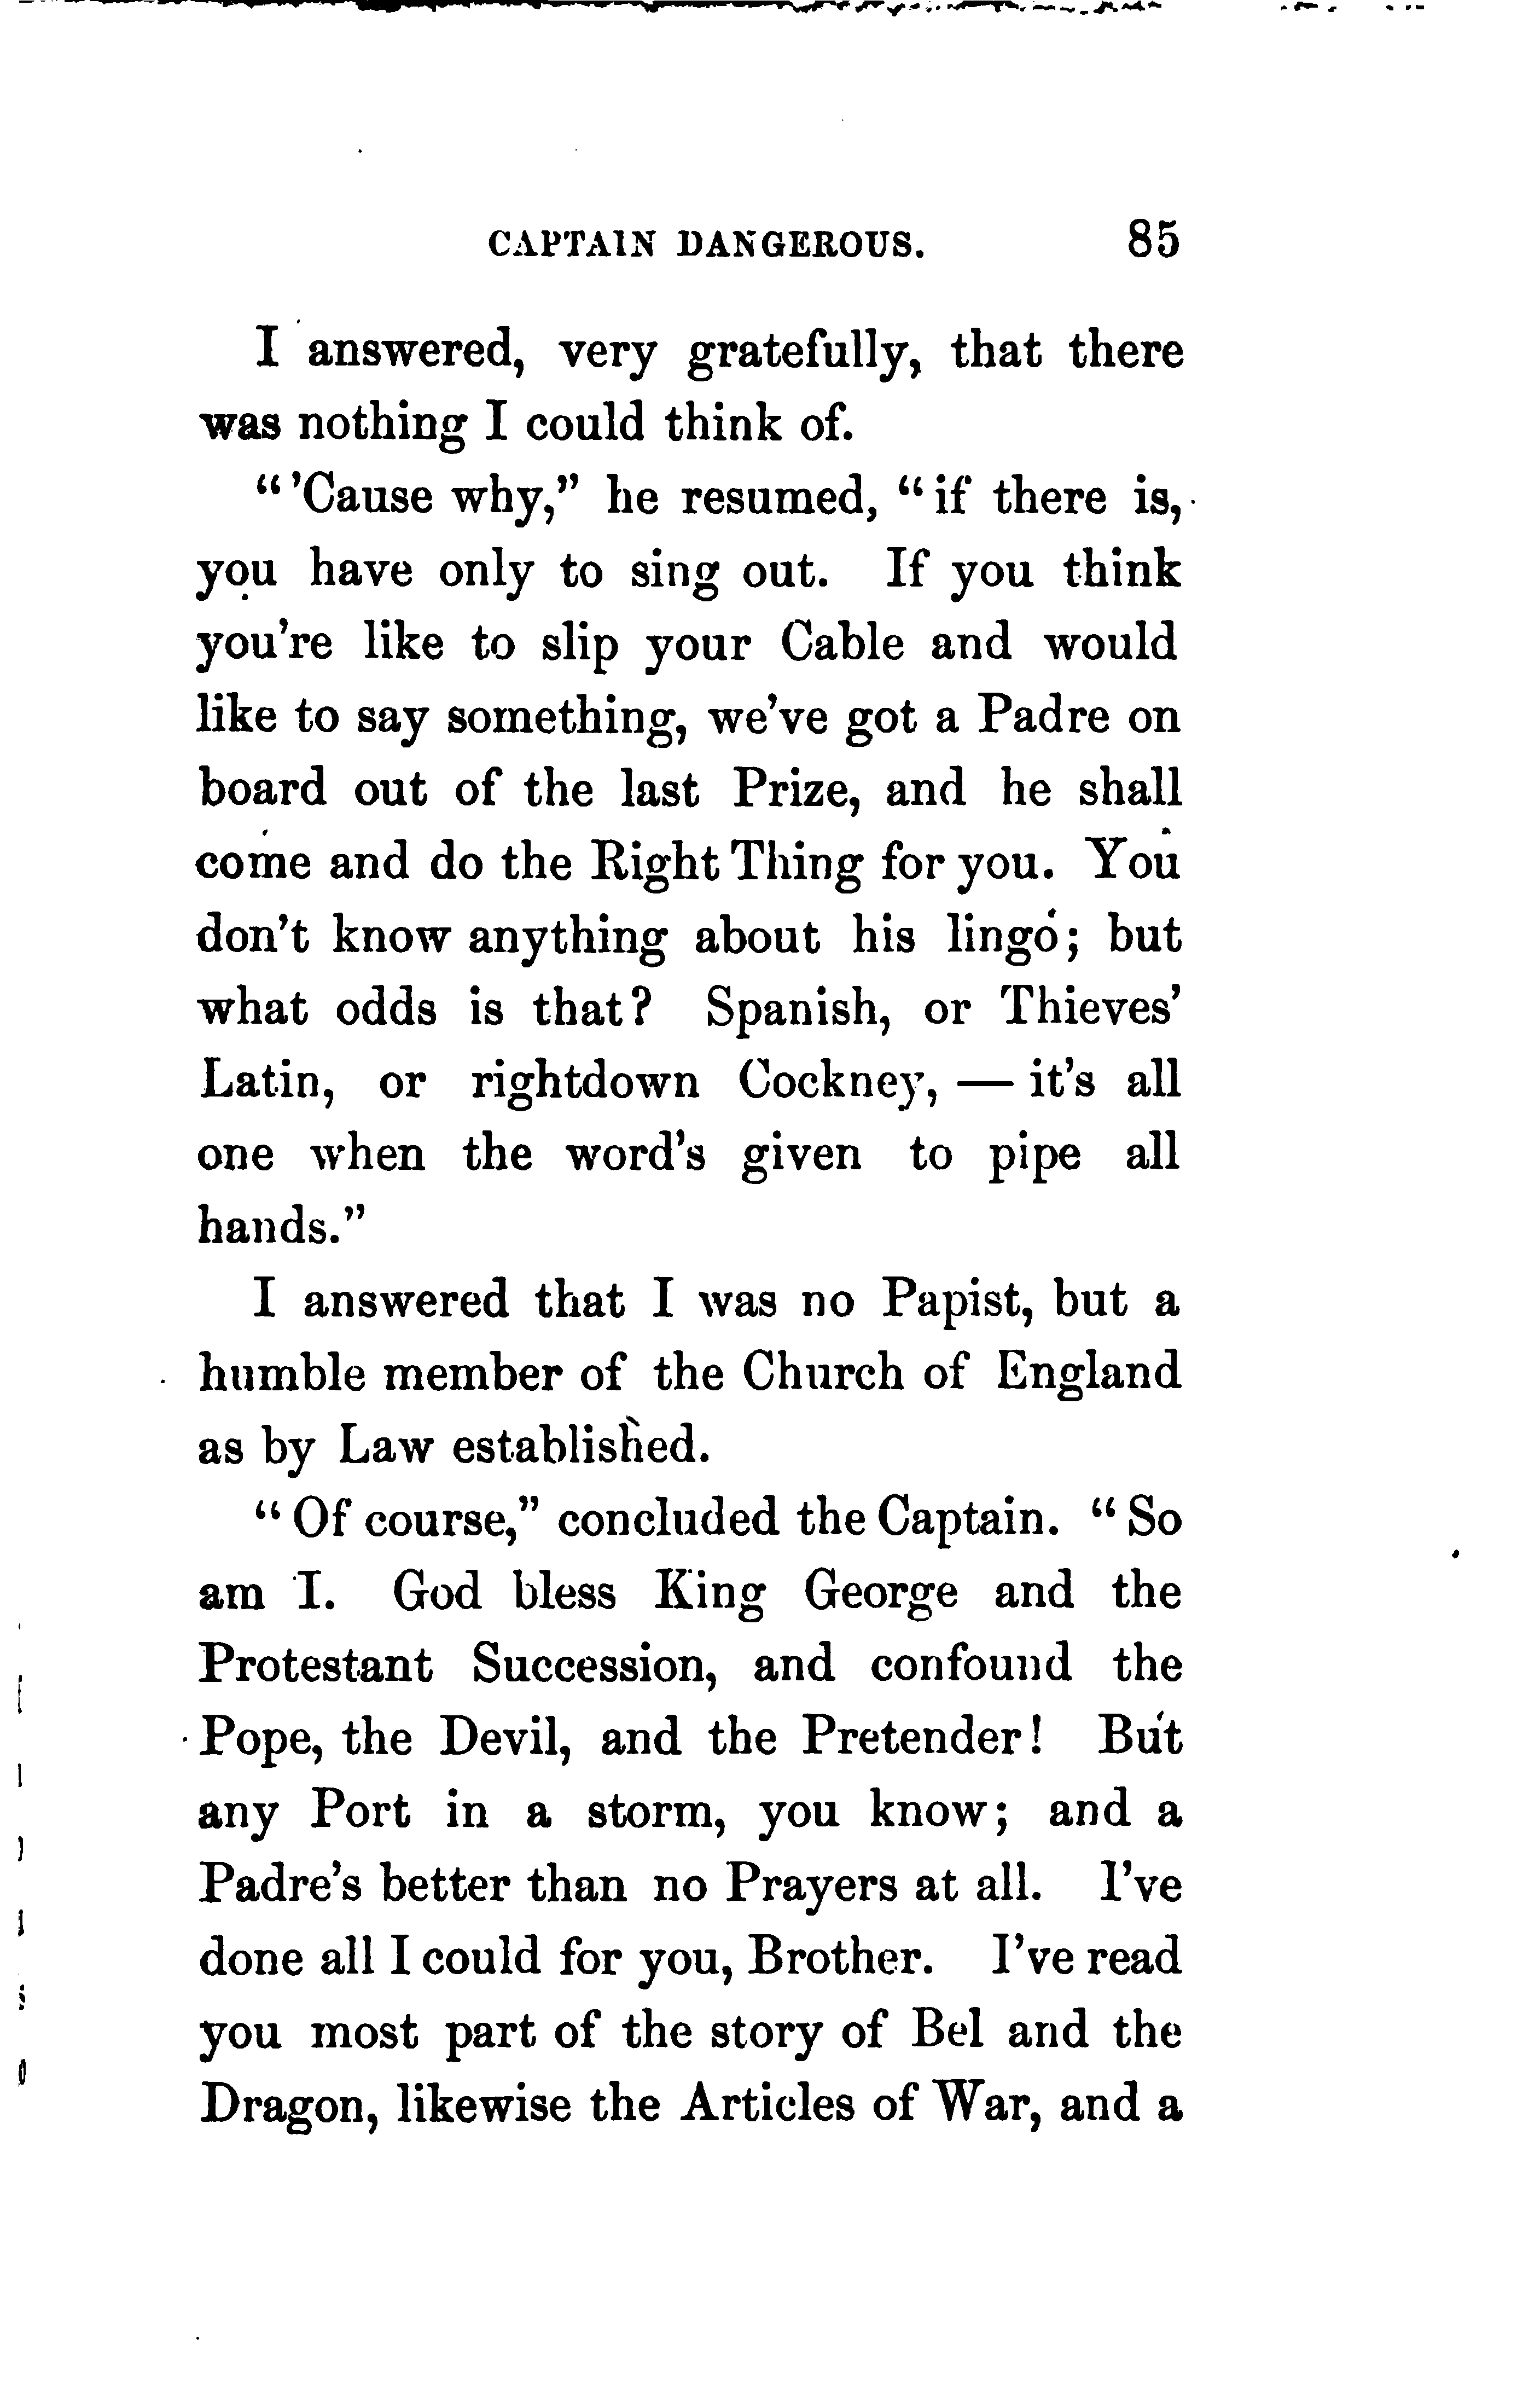 CAPTAIN DANGEROUS. 85
I answered, very gratefully, that there
was nothing I could think of.
“ ’Cause why,” he resumed, “ if there is,
you have only to sing out. If you think
you're like to slip your Cable and would
like to say something, we've got a Padre on
board out of the last Prize, and he shall
come and do the Right Thing for you. You
don't know anything about his lingo; but
what odds is that? Spanish, or Thieves'
Latin, or rightdown Cockney, — it's all
one when the word's given to pipe all
hands.”
I answered that I was no Papist, but a
humble member of the Church of England
as by Law established.
“ Of course,” concluded the Captain. “ So
am I. God bless King George and the
Protestant Succession, and confound the
Pope, the Devil, and the Pretender! But
any Port in a storm, you know; and a
Padre's better than no Prayers at all. I've
done all I could for you, Brother. I've read
you most part of the story of Bel and the
Dragon, likewise the Articles of War, and a